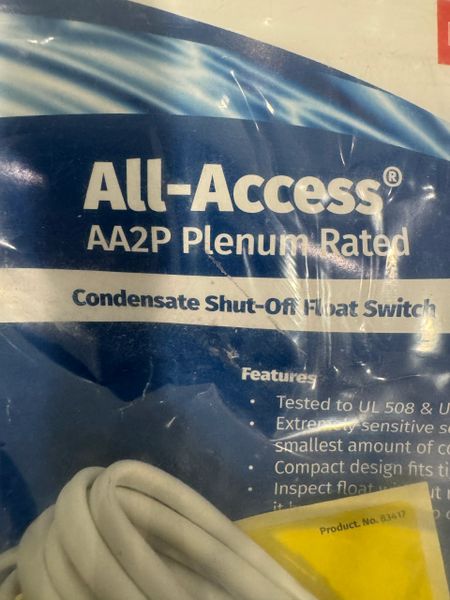 All-Access®
AA2P Plenum Rated
Condensate Shut-Off Float Switch
Features
• Tested to UL 508 & U
• Extremely sensitive s
smallest amount of c
• Compact design fits ti
• Inspect float
Product. No. 83417